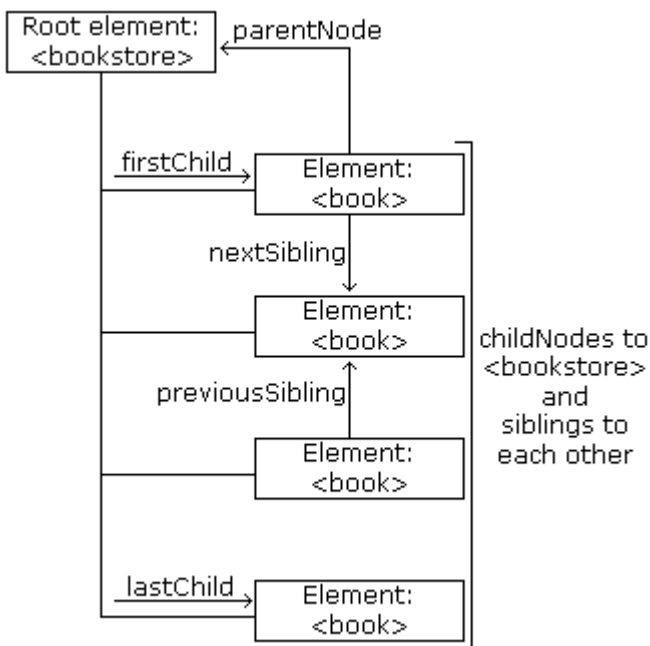 Root element:
<bookstore>
parentNode
firstChild
Element:
<book>
nextSibling
Element:
<book>
previousSibling
Element:
<book>
lastChild
Element:
<book>
childNodes to
<bookstore>
and
siblings to
each other